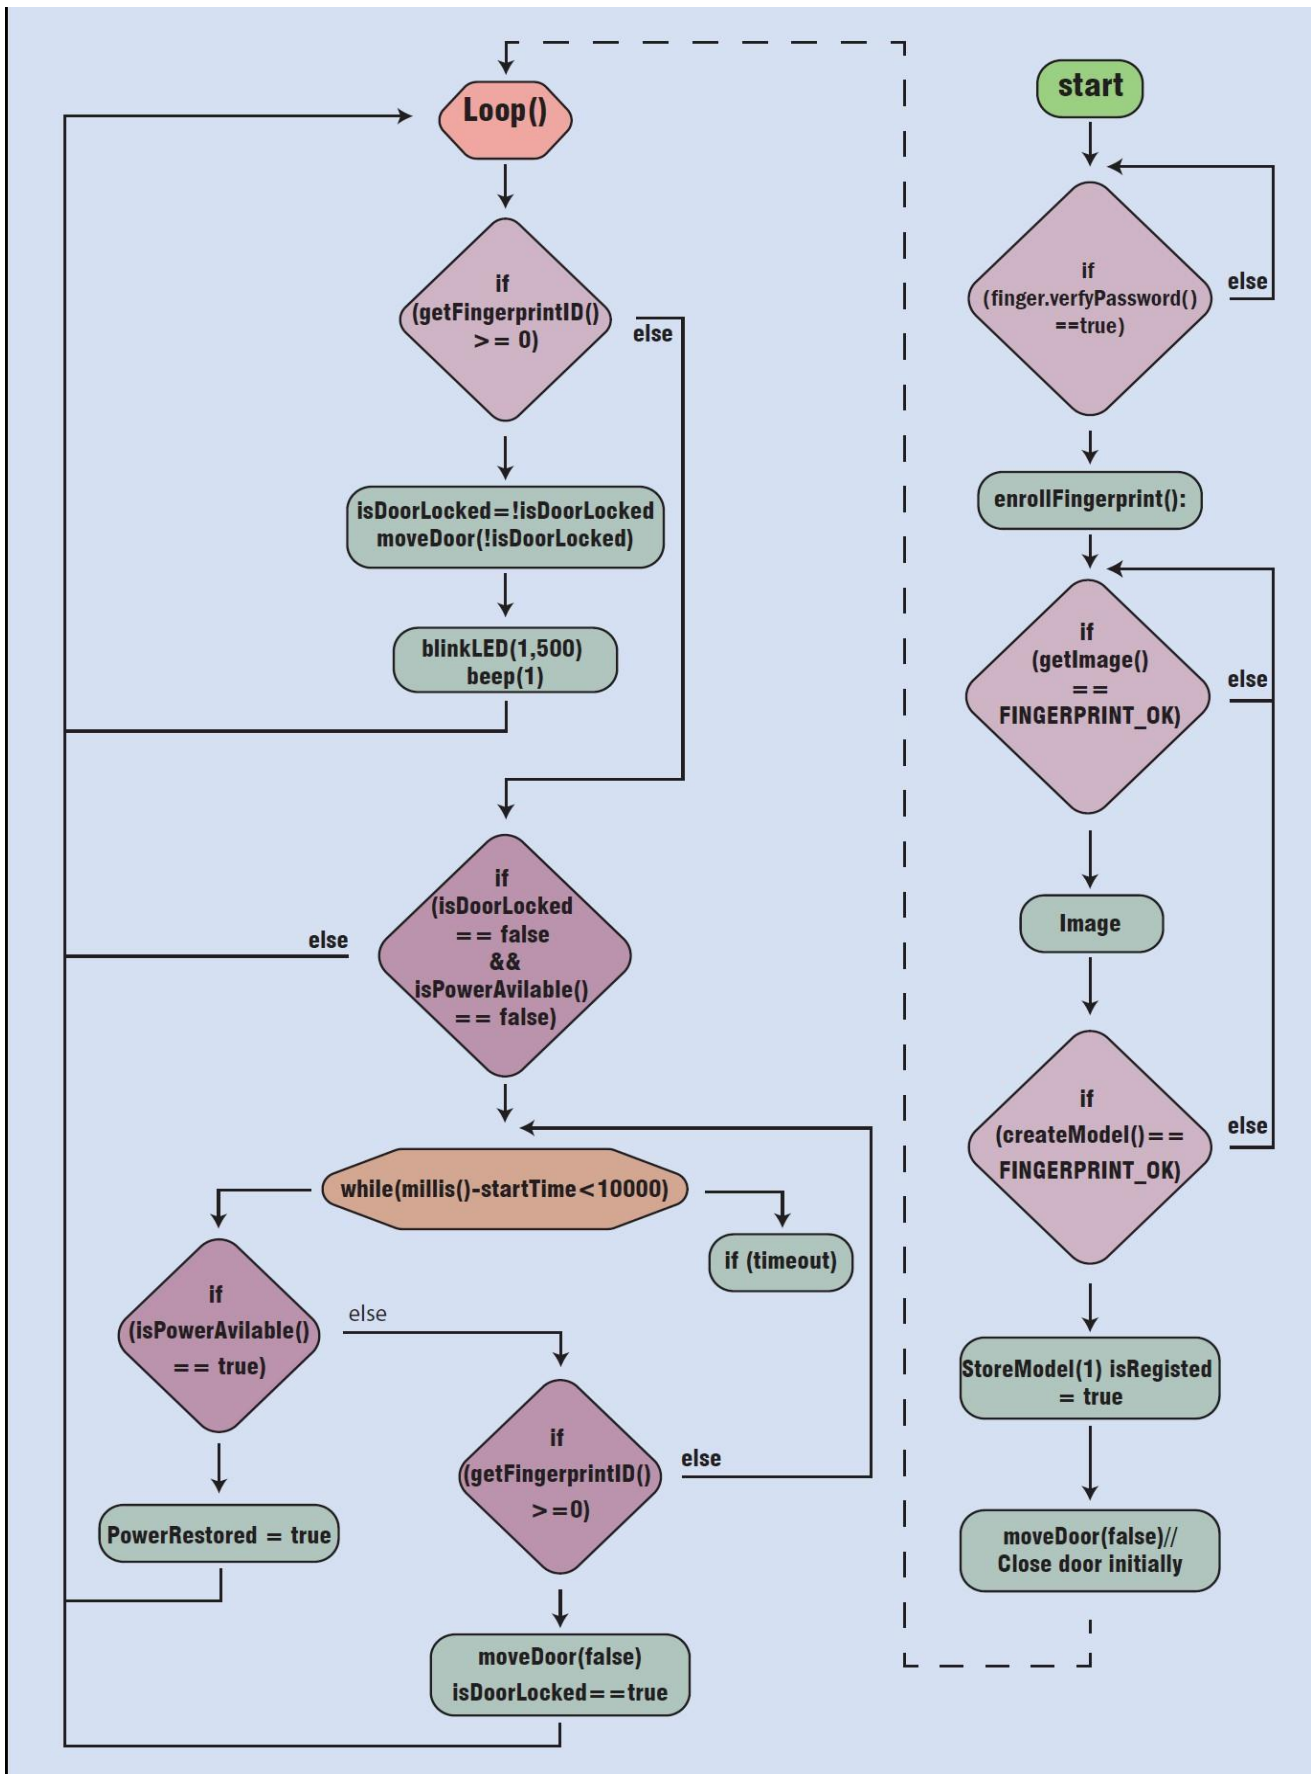 start
if
(finger.verfyPassword()
==true)
else
enrollFingerprint():
if
(getImage()
==
FINGERPRINT_OK)
else
Image
if
(createModel()==
FINGERPRINT_OK)
else
StoreModel(1) isRegisted
= true
moveDoor(false)//
Close door initially
Loop()
if
(getFingerprintID()
>= 0)
else
isDoorLocked=!isDoorLocked
moveDoor(!isDoorLocked)
blinkLED(1,500)
beep(1)
if
(isDoorLocked
== false
&&
isPowerAvilable()
== false)
else
while(millis()-startTime<10000)
if (timeout)
if
(isPowerAvilable()
== true)
else
PowerRestored = true
if
(getFingerprintID()
>=0)
else
moveDoor(false)
isDoorLocked==true